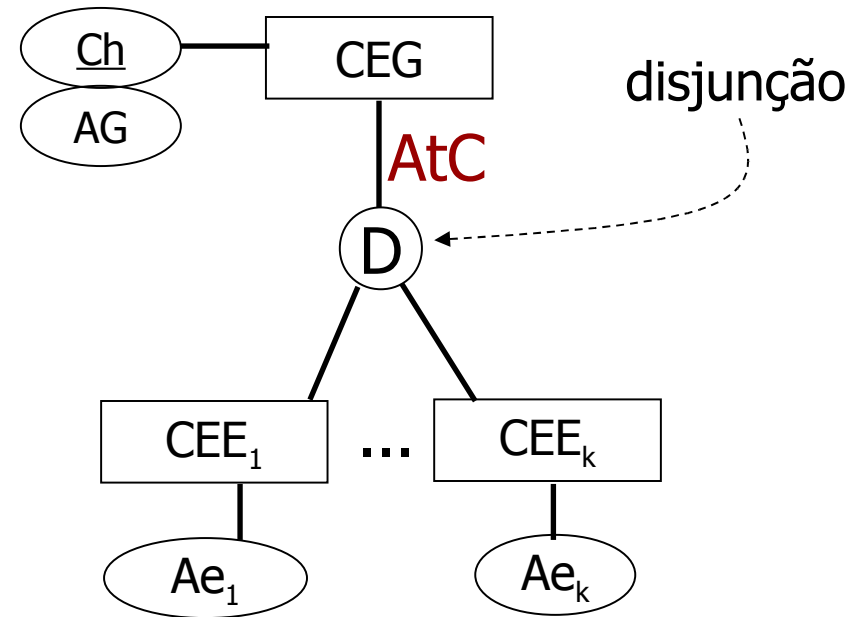 Ch
CEG
disjunção
AG
AtC
D
CEE₁
...
CEEₖ
Ae₁
Aeₖ